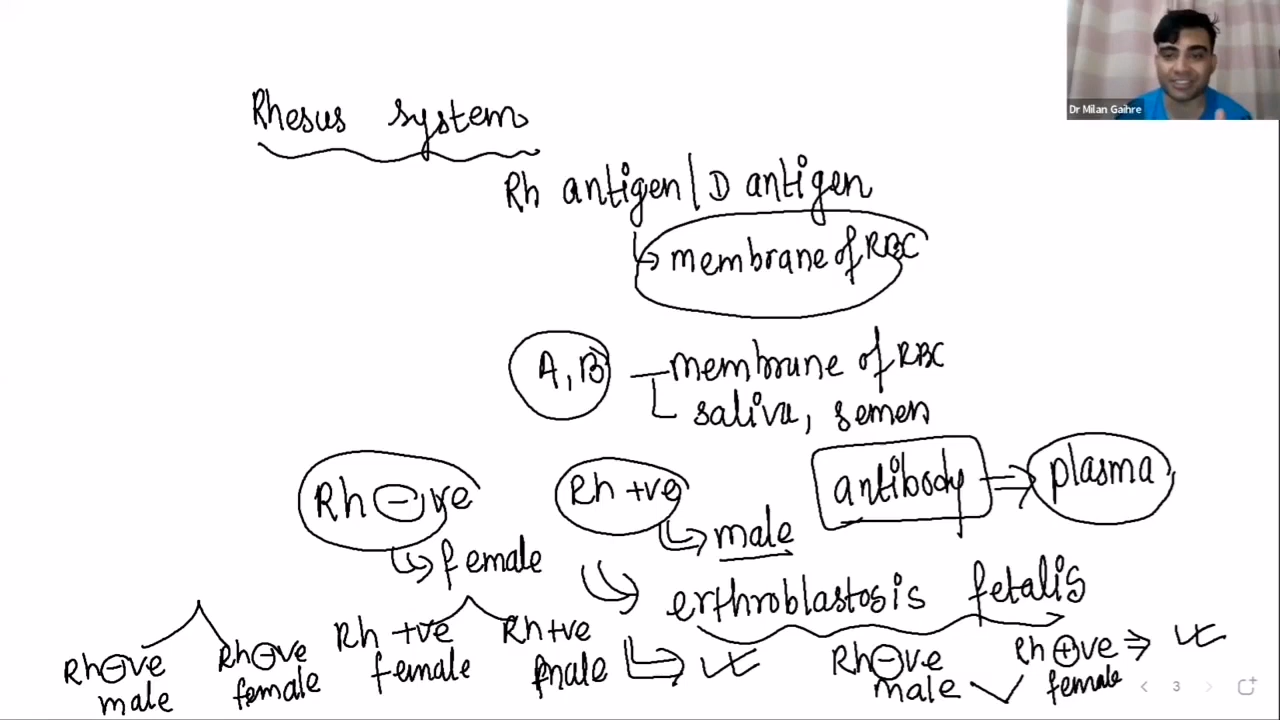 Dr Milan Gaihre
Rhesus system
Rh antigen / D antigen
↳ membrane of RBC
A, B membrane of RBC
saliva, semen
Rh -ve Rh +ve antibody ⇒ plasma
↳ female ↳ male
erthroblastosis fetalis
Rh -ve male Rh -ve female Rh +ve female Rh +ve male Rh -ve male Rh +ve female ⇒
3